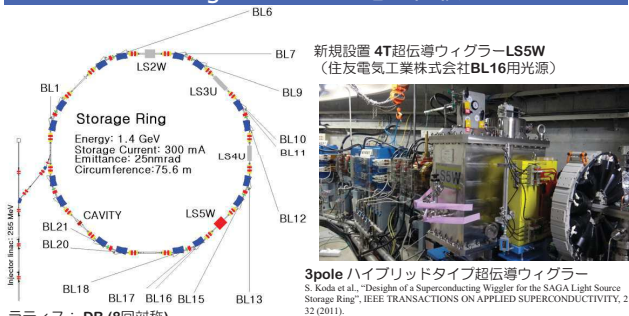 BL6
BL7
LS2W
BL1
LS3U
BL9
Storage Ring
Energy: 1.4 GeV
Storage Current: 300 mA
Emittance: 25nmrad
Circumference:75.6 m
BL10
BL11
LS4U
CAVITY
LS5W
BL12
BL21
BL20
Injector linac: 255 MeV
BL18
BL17 BL16 BL15 BL13
新規設置 4T超伝導ウィグラーLS5W
（住友電気工業株式会社BL16用光源）
LS5W
3pole ハイブリッドタイプ超伝導ウィグラー
S. Koda et al., “Desighn of a Superconducting Wiggler for the SAGA Light Source
Storage Ring”, IEEE TRANSACTIONS ON APPLIED SUPERCONDUCTIVITY, 2
32 (2011).